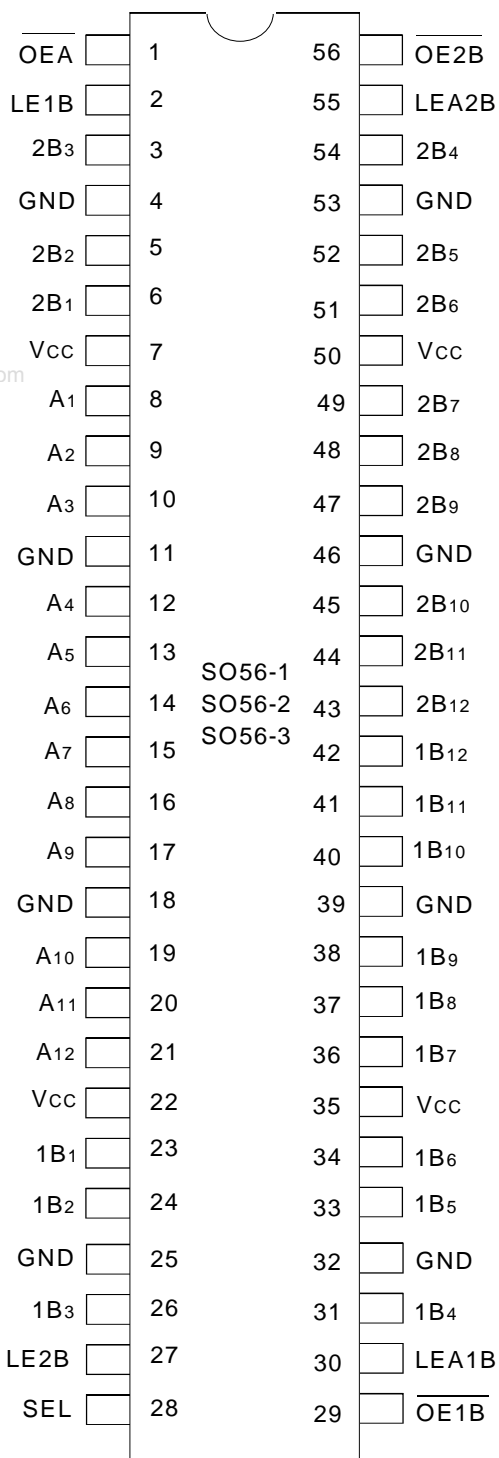 OEA 1 56 OE2B
LE1B 2 55 LEA2B
2B3 3 54 2B4
GND 4 53 GND
2B2 5 52 2B5
2B1 6 51 2B6
VCC 7 50 VCC
om
A1 8 49 2B7
A2 9 48 2B8
A3 10 47 2B9
GND 11 46 GND
A4 12 45 2B10
A5 13 44 2B11
SO56-1
A6 14 SO56-2 43 2B12
SO56-3
A7 15 42 1B12
A8 16 41 1B11
A9 17 40 1B10
GND 18 39 GND
A10 19 38 1B9
A11 20 37 1B8
A12 21 36 1B7
VCC 22 35 VCC
1B1 23 34 1B6
1B2 24 33 1B5
GND 25 32 GND
1B3 26 31 1B4
LE2B 27 30 LEA1B
SEL 28 29 OE1B